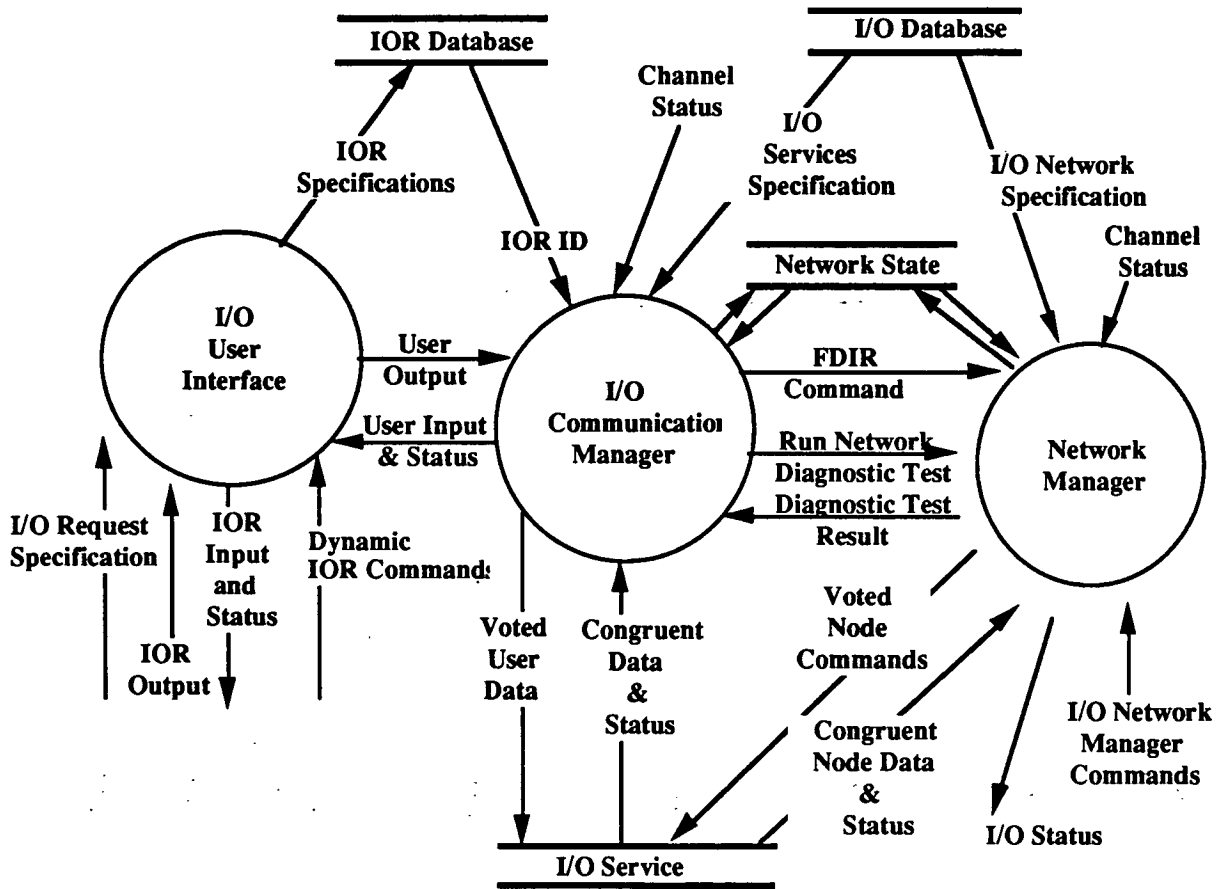 IOR Database
I/O Database
Channel
Status
I/O
Services
Specification
IOR
Specifications
I/O Network
Specification
IOR ID
Network State
Channel
Status
I/O
User
Interface
User
Output
User Input
& Status
I/O
Communication
Manager
FDIR
Command
Run Network
Diagnostic Test
Diagnostic Test
Result
Network
Manager
I/O Request
Specification
IOR
Input
and
Status
Dynamic
IOR Commands
IOR
Output
Voted
User
Data
Congruent
Data
&
Status
Voted
Node
Commands
Congruent
Node Data
&
Status
I/O Network
Manager
Commands
I/O Status
I/O Service